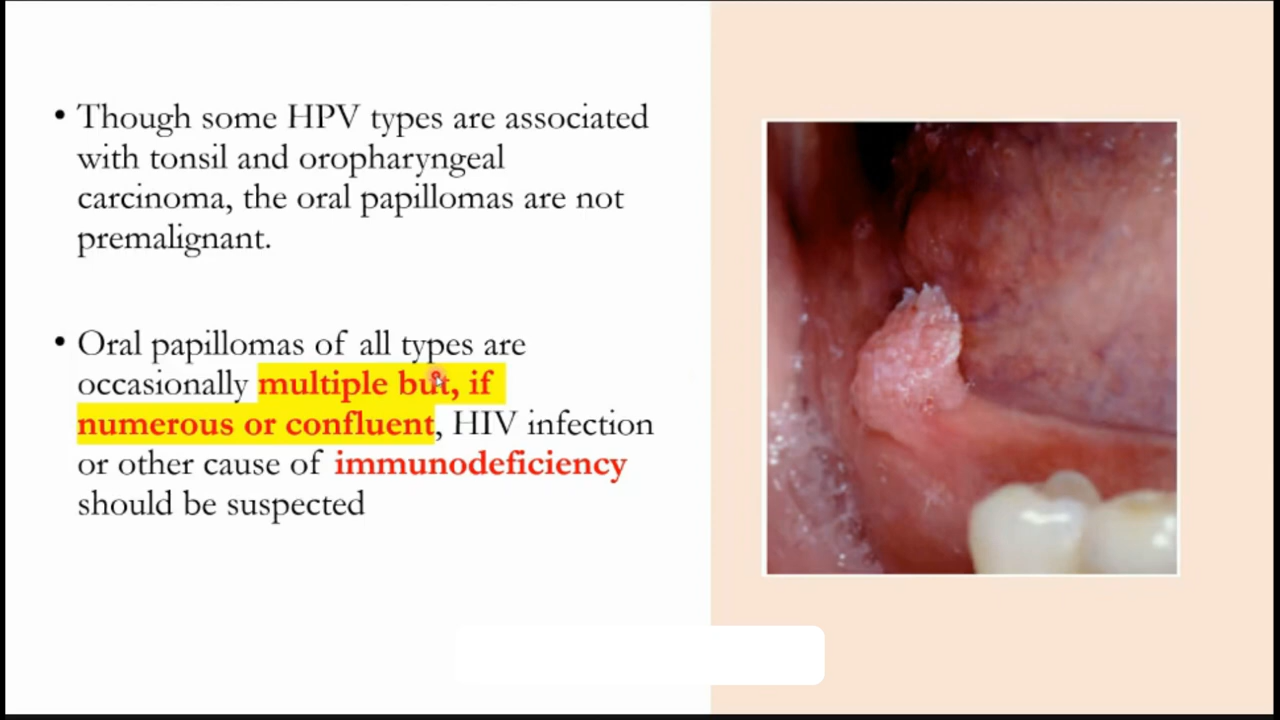 • Though some HPV types are associated
with tonsil and oropharyngeal
carcinoma, the oral papillomas are not
premalignant.
• Oral papillomas of all types are
occasionally multiple but, if
numerous or confluent, HIV infection
or other cause of immunodeficiency
should be suspected